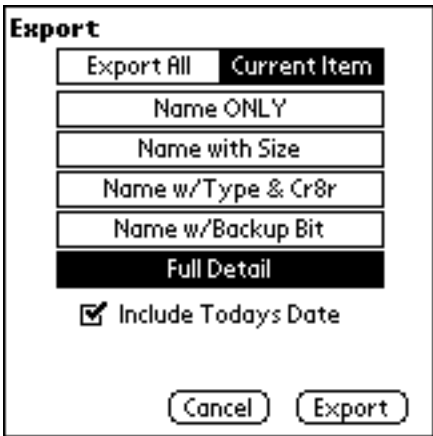 Export
Export All Current Item
Name ONLY
Name with Size
Name w/Type & Cr8r
Name w/Backup Bit
Full Detail
Include Todays Date
Cancel Export